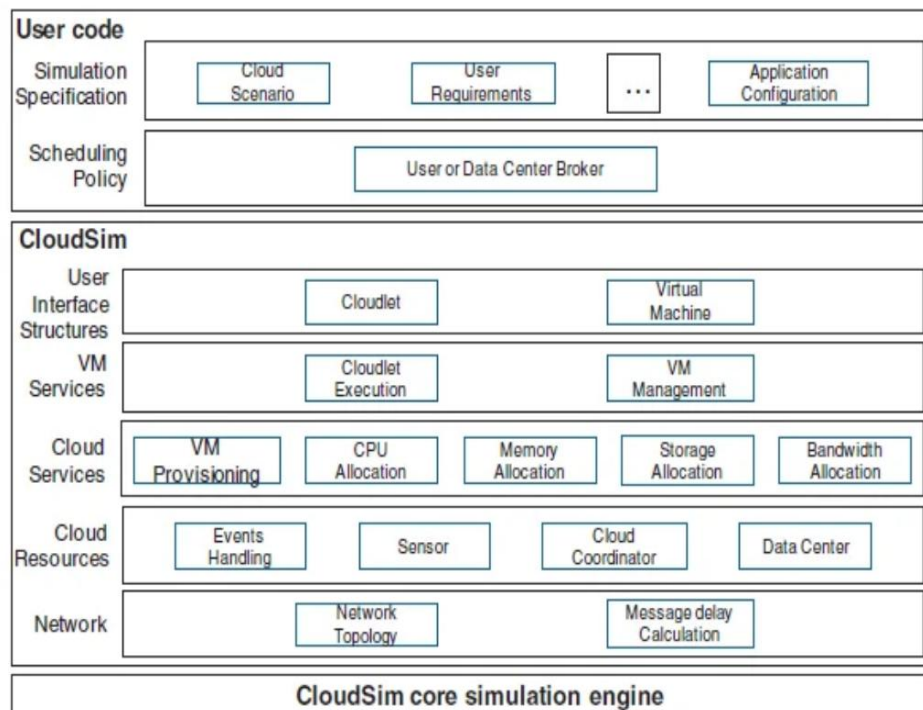 User code
Simulation
Specification
Cloud
Scenario
User
Requirements
...
Application
Configuration
Scheduling
Policy
User or Data Center Broker
CloudSim
User
Interface
Structures
Cloudlet
Virtual
Machine
VM
Services
Cloudlet
Execution
VM
Management
Cloud
Services
VM
Provisioning
CPU
Allocation
Memory
Allocation
Storage
Allocation
Bandwidth
Allocation
Cloud
Resources
Events
Handling
Sensor
Cloud
Coordinator
Data Center
Network
Network
Topology
Message delay
Calculation
CloudSim core simulation engine